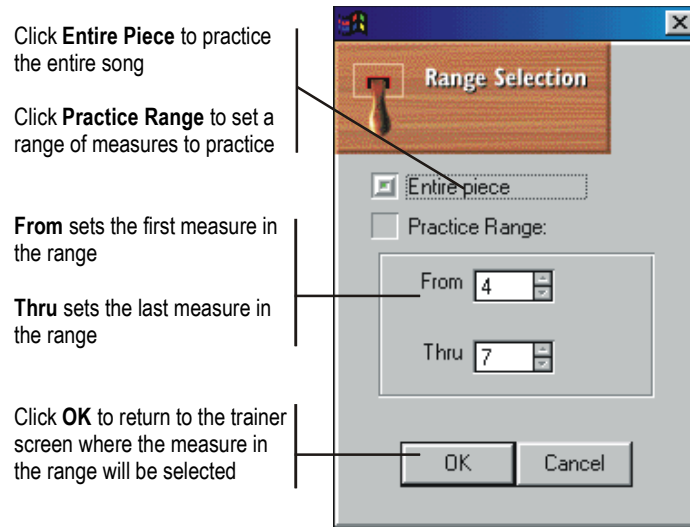 Click Entire Piece to practice
the entire song
Click Practice Range to set a
range of measures to practice
From sets the first measure in
the range
Thru sets the last measure in
the range
Click OK to return to the trainer
screen where the measure in
the range will be selected
Range Selection
Entire piece
Practice Range:
From 4
Thru 7
OK Cancel